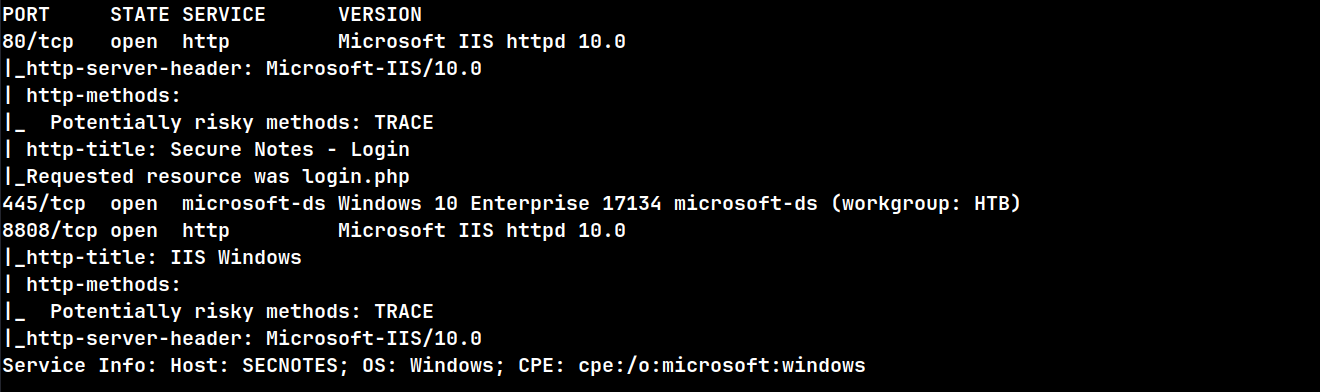 PORT     STATE SERVICE      VERSION
80/tcp   open  http         Microsoft IIS httpd 10.0
|_http-server-header: Microsoft-IIS/10.0
| http-methods:
|_  Potentially risky methods: TRACE
| http-title: Secure Notes - Login
|_Requested resource was login.php
445/tcp  open  microsoft-ds Windows 10 Enterprise 17134 microsoft-ds (workgroup: HTB)
8808/tcp open  http         Microsoft IIS httpd 10.0
|_http-title: IIS Windows
| http-methods:
|_  Potentially risky methods: TRACE
|_http-server-header: Microsoft-IIS/10.0
Service Info: Host: SECNOTES; OS: Windows; CPE: cpe:/o:microsoft:windows